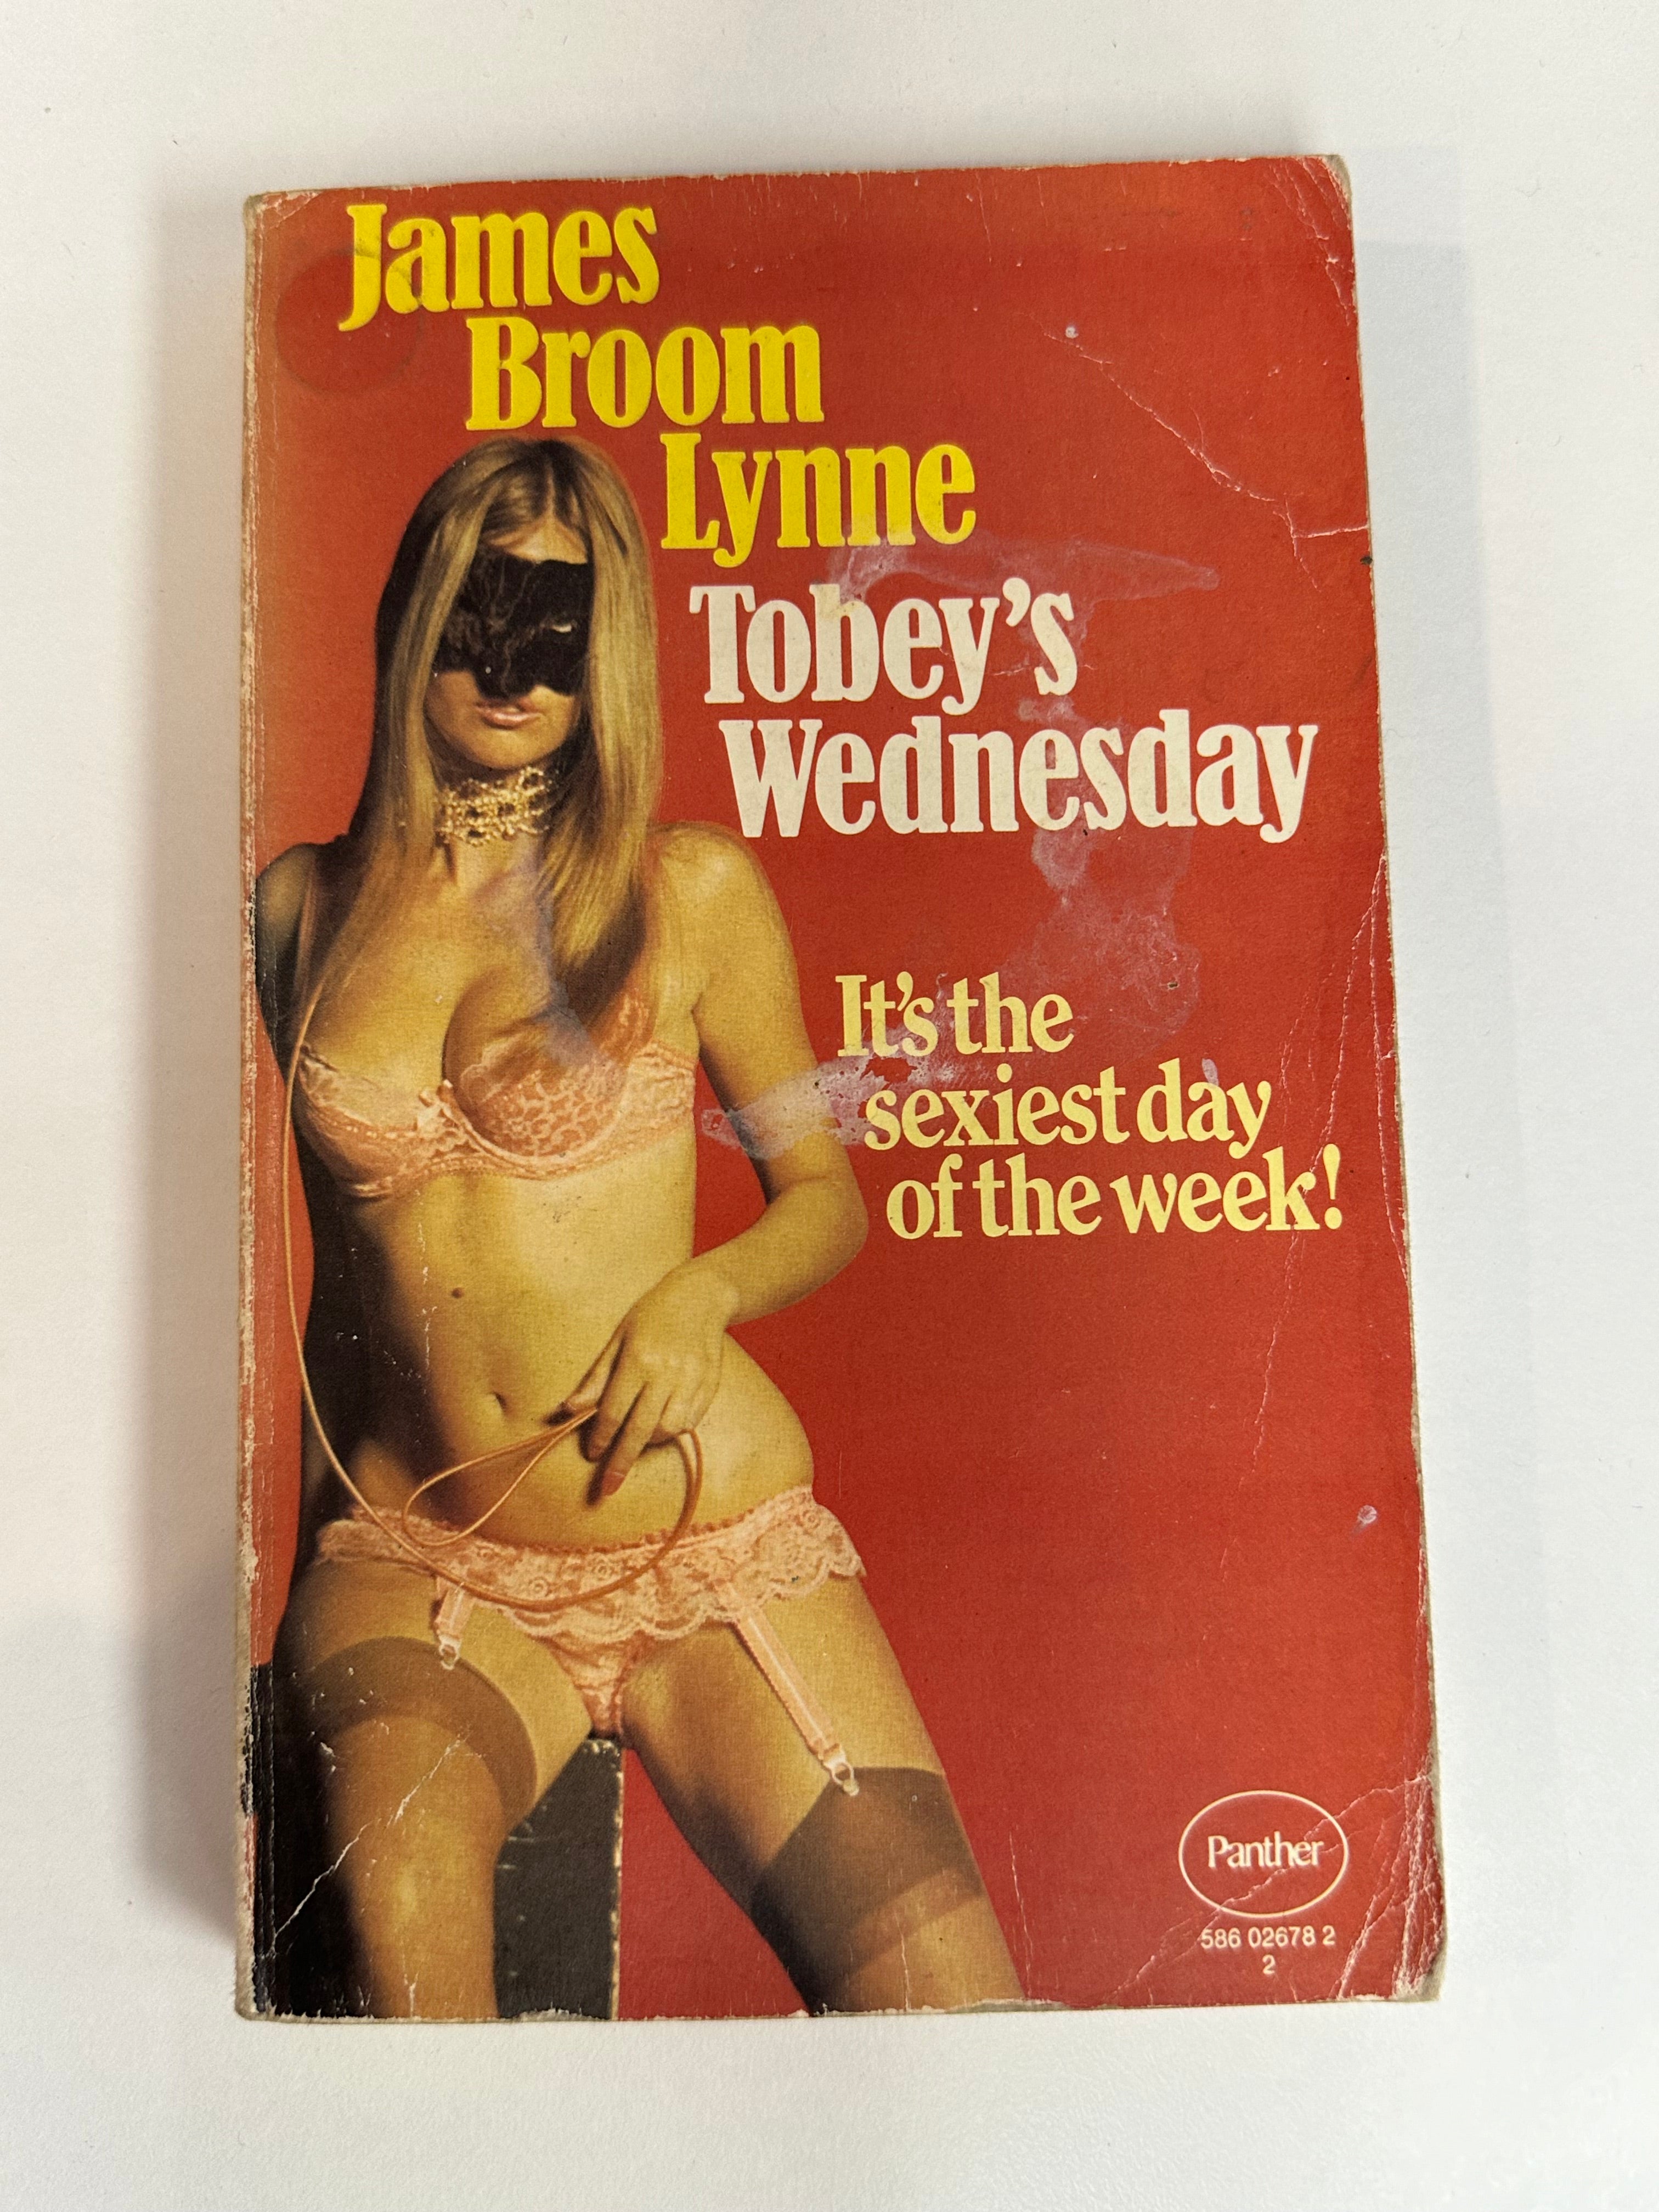 James
Broom
Lynne
Tobey's
Wednesday
It's the
sexiest day
of the week!
Panther
586 02678 2
2